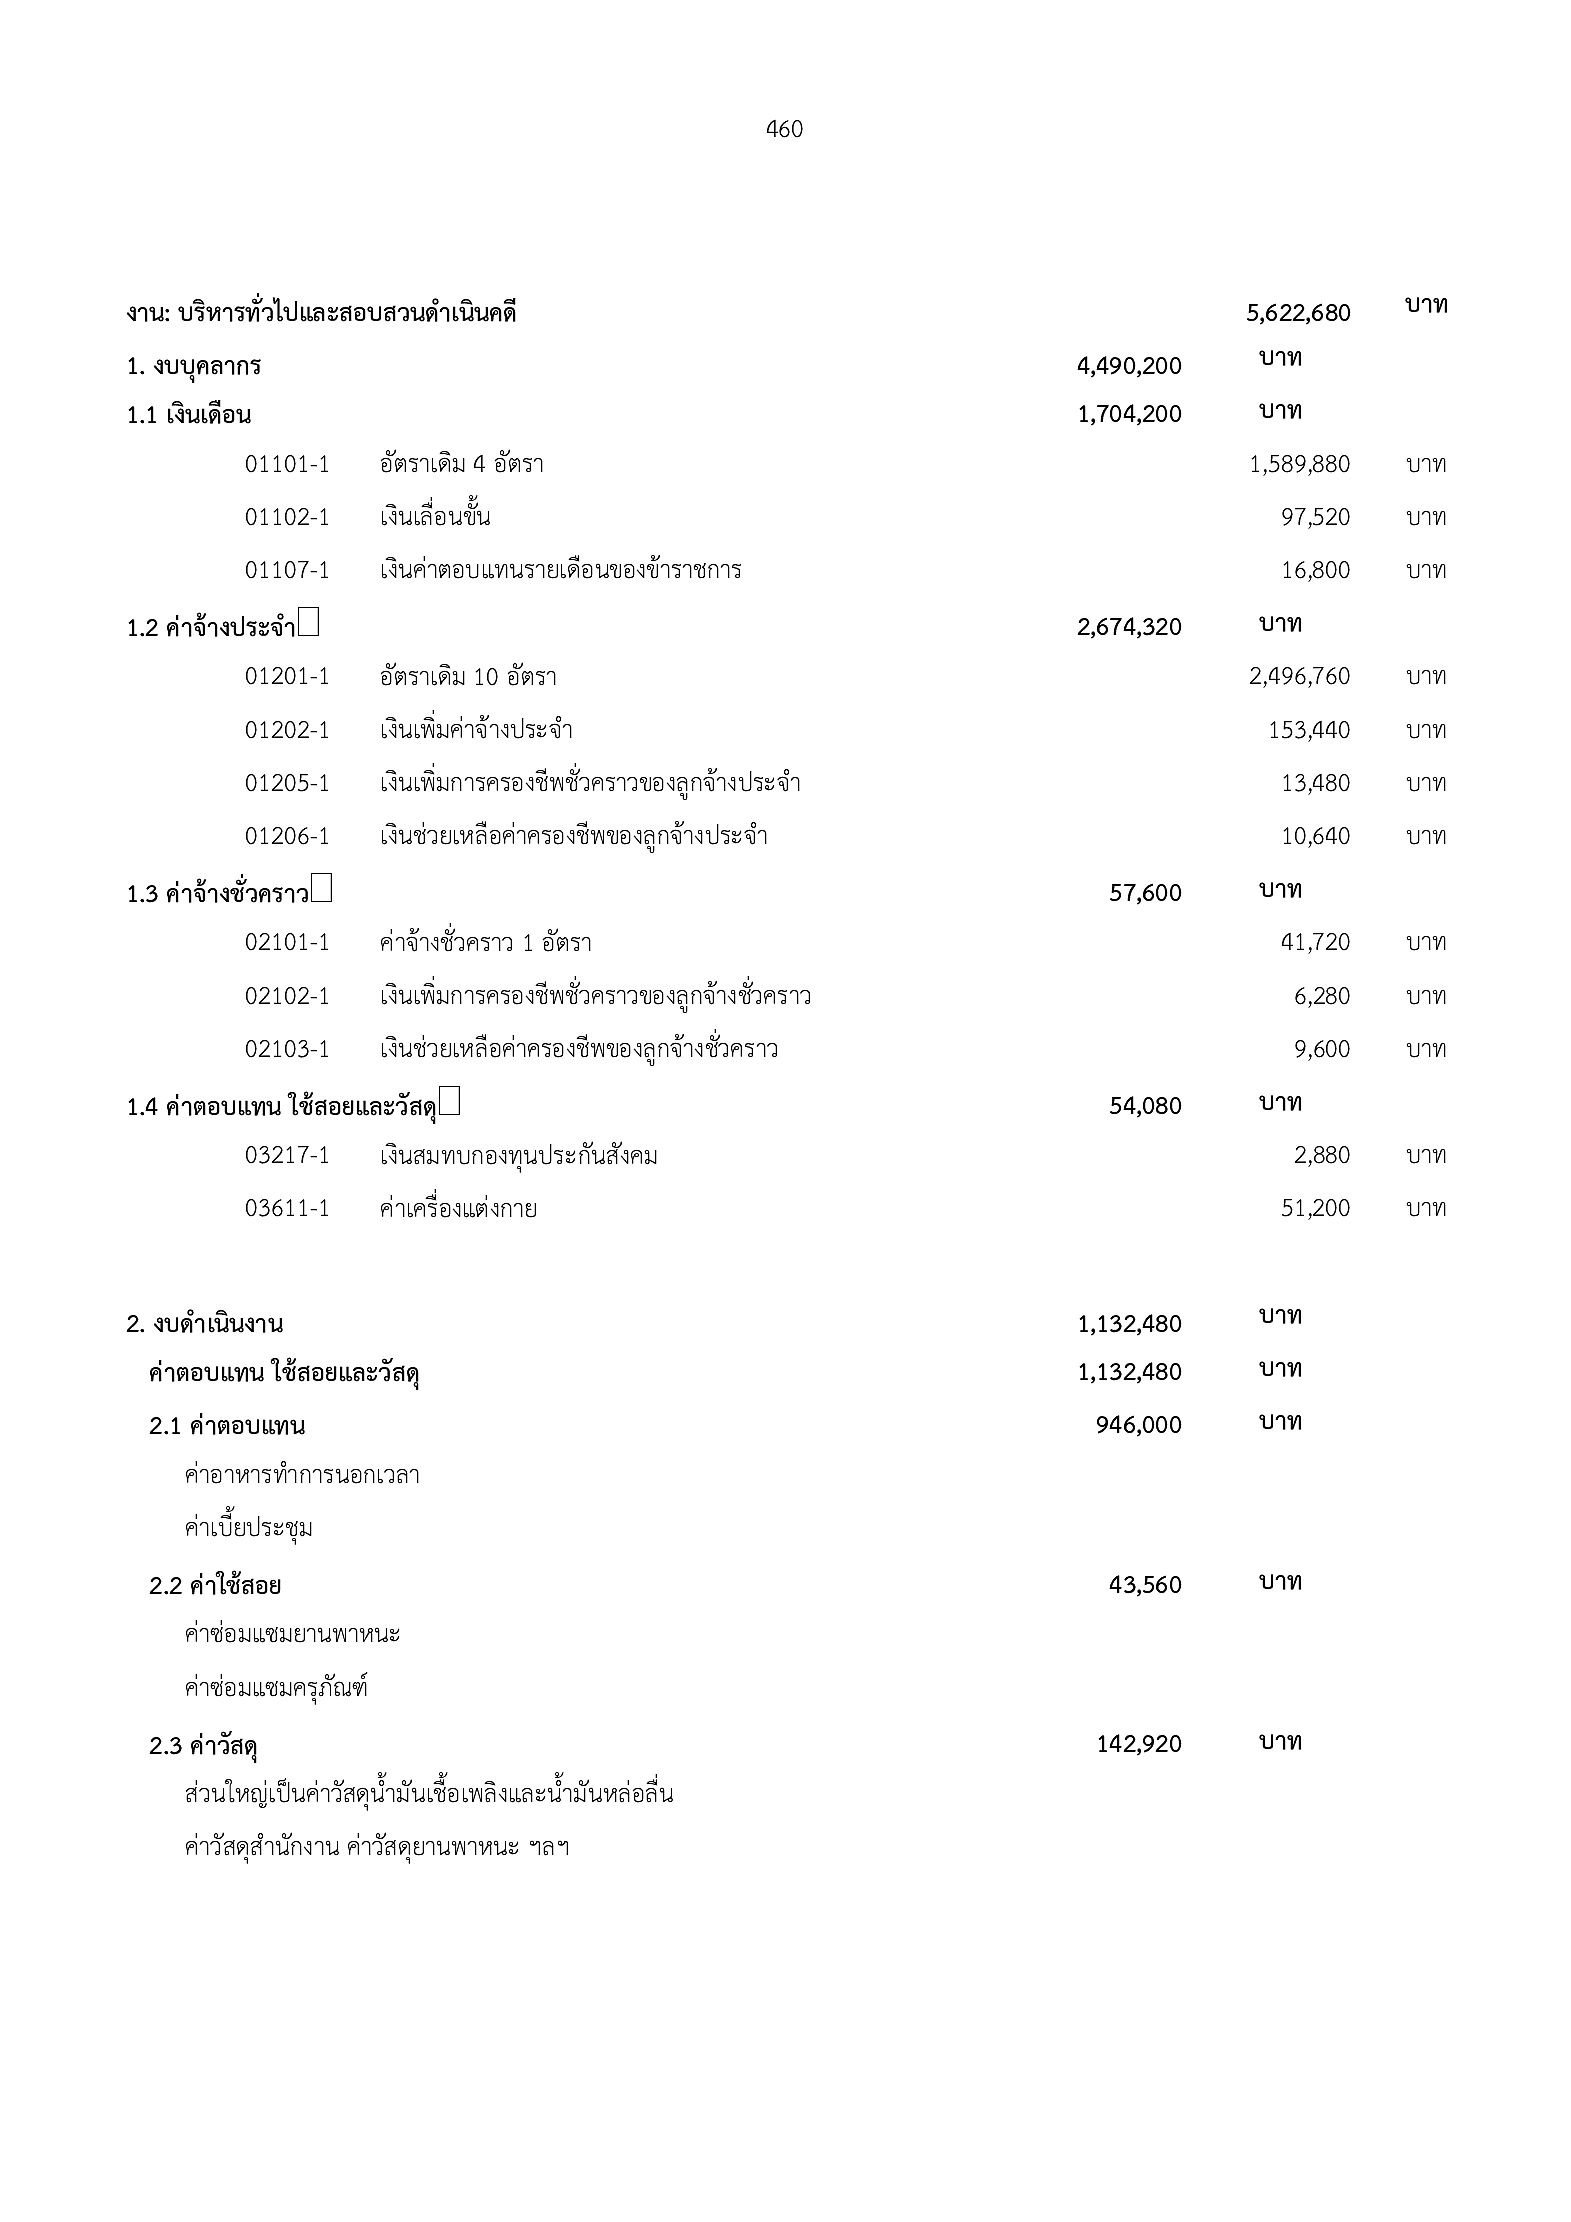 460
งาน: บริหารทั่วไปและสอบสวนดำเนินคดี 5,622,680 บาท
1. งบบุคลากร 4,490,200 บาท
1.1 เงินเดือน 1,704,200 บาท
01101-1 อัตราเดิม 4 อัตรา 1,589,880 บาท
01102-1 เงินเลื่อนขั้น 97,520 บาท
01107-1 เงินค่าตอบแทนรายเดือนของข้าราชการ 16,800 บาท
1.2 ค่าจ้างประจำ 2,674,320 บาท
01201-1 อัตราเดิม 10 อัตรา 2,496,760 บาท
01202-1 เงินเพิ่มค่าจ้างประจำ 153,440 บาท
01205-1 เงินเพิ่มการครองชีพชั่วคราวของลูกจ้างประจำ 13,480 บาท
01206-1 เงินช่วยเหลือค่าครองชีพของลูกจ้างประจำ 10,640 บาท
1.3 ค่าจ้างชั่วคราว 57,600 บาท
02101-1 ค่าจ้างชั่วคราว 1 อัตรา 41,720 บาท
02102-1 เงินเพิ่มการครองชีพชั่วคราวของลูกจ้างชั่วคราว 6,280 บาท
02103-1 เงินช่วยเหลือค่าครองชีพของลูกจ้างชั่วคราว 9,600 บาท
1.4 ค่าตอบแทน ใช้สอยและวัสดุ 54,080 บาท
03217-1 เงินสมทบกองทุนประกันสังคม 2,880 บาท
03611-1 ค่าเครื่องแต่งกาย 51,200 บาท
2. งบดำเนินงาน 1,132,480 บาท
ค่าตอบแทน ใช้สอยและวัสดุ 1,132,480 บาท
2.1 ค่าตอบแทน 946,000 บาท
ค่าอาหารทำการนอกเวลา
ค่าเบี้ยประชุม
2.2 ค่าใช้สอย 43,560 บาท
ค่าซ่อมแซมยานพาหนะ
ค่าซ่อมแซมครุภัณฑ์
2.3 ค่าวัสดุ 142,920 บาท
ส่วนใหญ่เป็นค่าวัสดุน้ำมันเชื้อเพลิงและน้ำมันหล่อลื่น
ค่าวัสดุสำนักงาน ค่าวัสดุยานพาหนะ ฯลฯ